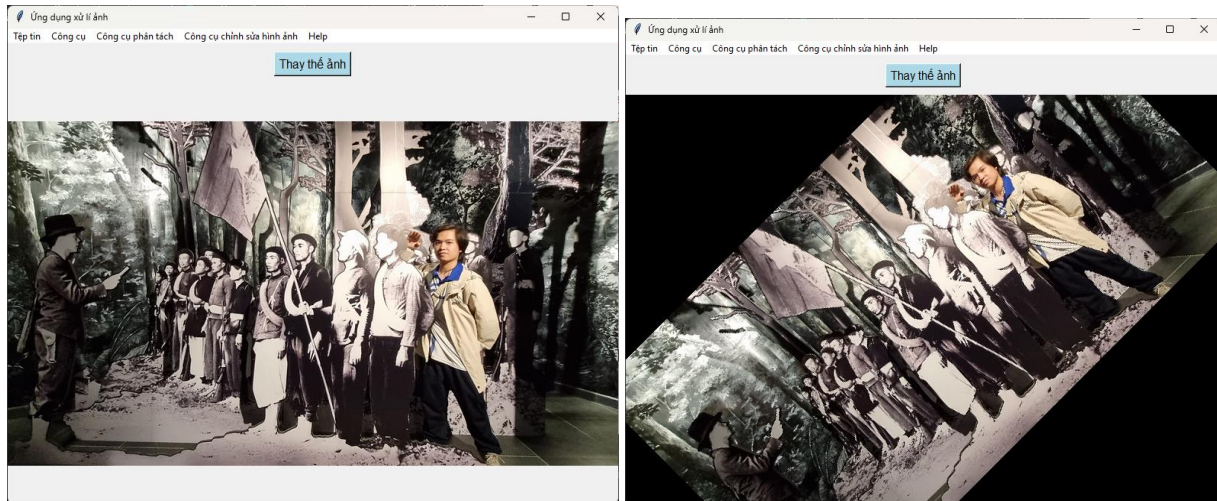 Ứng dụng xử lí ảnh
Tệp tin Công cụ Công cụ phân tách Công cụ chỉnh sửa hình ảnh Help
Thay thế ảnh
Ứng dụng xử lí ảnh
Tệp tin Công cụ Công cụ phân tách Công cụ chỉnh sửa hình ảnh Help
Thay thế ảnh